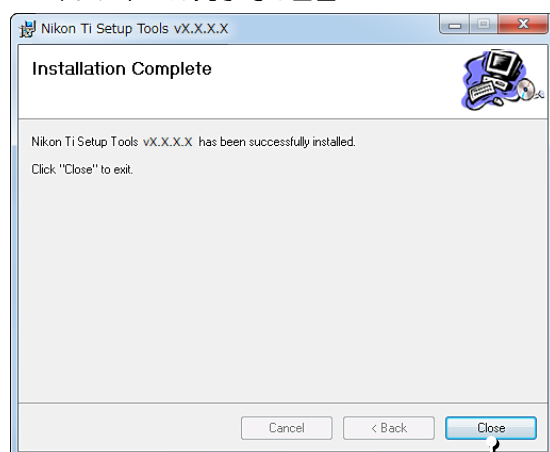 Nikon Ti Setup Tools vX.X.X.X
Installation Complete
Nikon Ti Setup Tools vX.X.X.X has been successfully installed.
Click "Close" to exit.
Cancel
< Back
Close